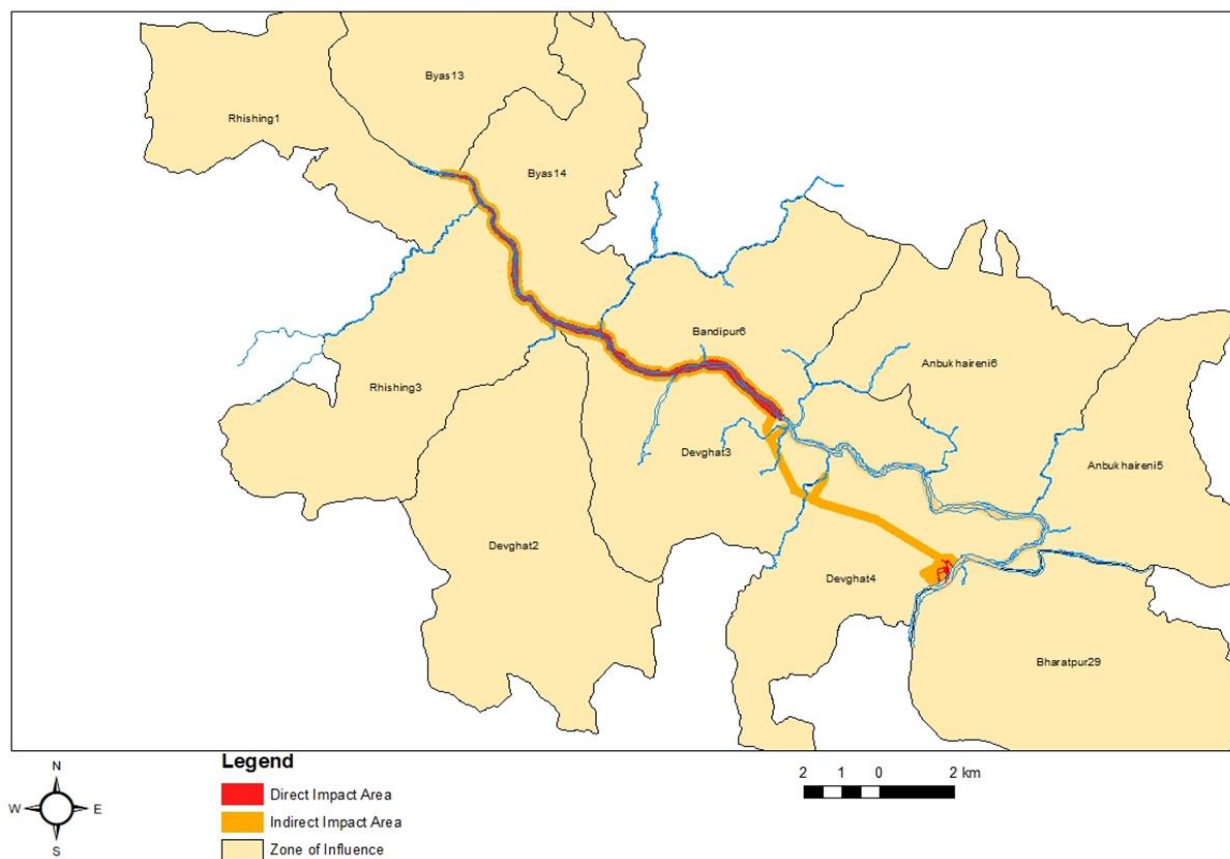 Byas13
Rhishing1
Byas14
Bandipur6
Anbukhaireni6
Rhishing3
Devghat3
Anbukhaireni5
Devghat2
Devghat4
Bharatpur29
N
W E
S
Legend
Direct Impact Area
Indirect Impact Area
Zone of Influence
2 1 0 2 km